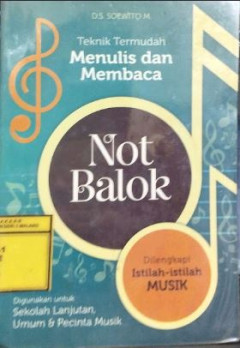 D.S. SOEWITO M.
Teknik Termudah
Menulis dan
Membaca
Not
Balok
Dilengkapi
Istilah-istilah
MUSIK
Digunakan untuk
Sekolah Lanjutan,
Umum & Pecinta Musik